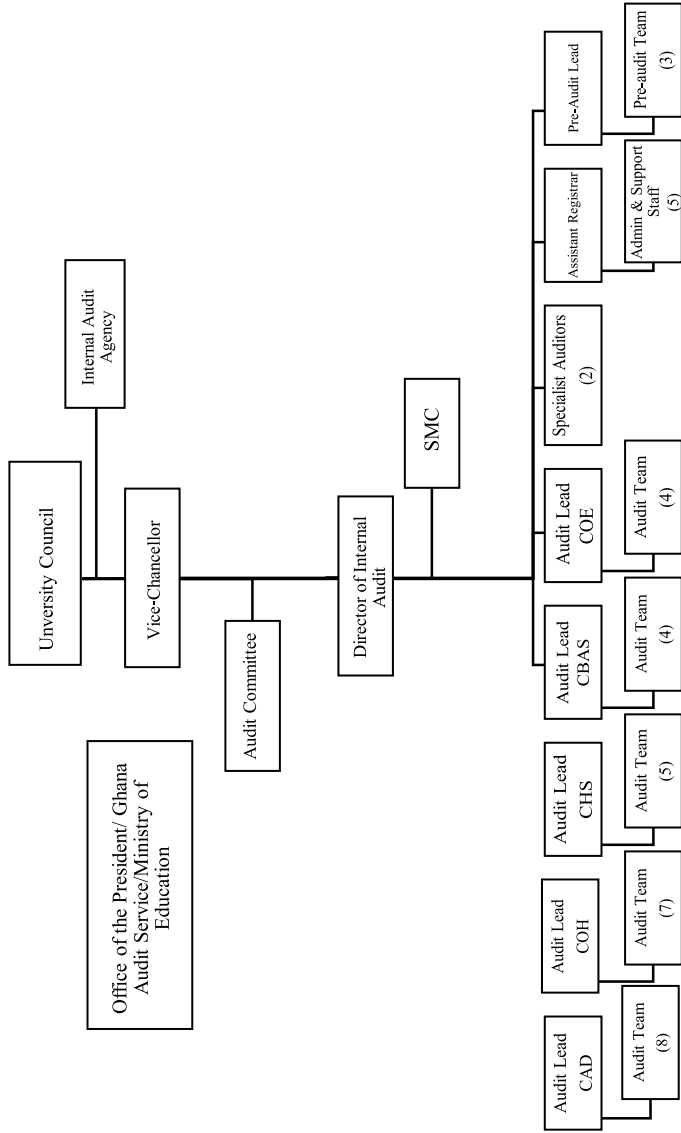 Unversity Council
Internal Audit
Agency
Vice-Chancellor
Office of the President/ Ghana
Audit Service/Ministry of
Education
Audit Committee
Director of Internal
Audit
SMC
Audit Lead
CAD
Audit Lead
COH
Audit Lead
CHS
Audit Lead
CBAS
Audit Lead
COE
Specialist Auditors
(2)
Assistant Registrar
Pre-Audit Lead
Audit Team
(8)
Audit Team
(7)
Audit Team
(5)
Audit Team
(4)
Audit Team
(4)
Admin & Support
Staff
(5)
Pre-audit Team
(3)